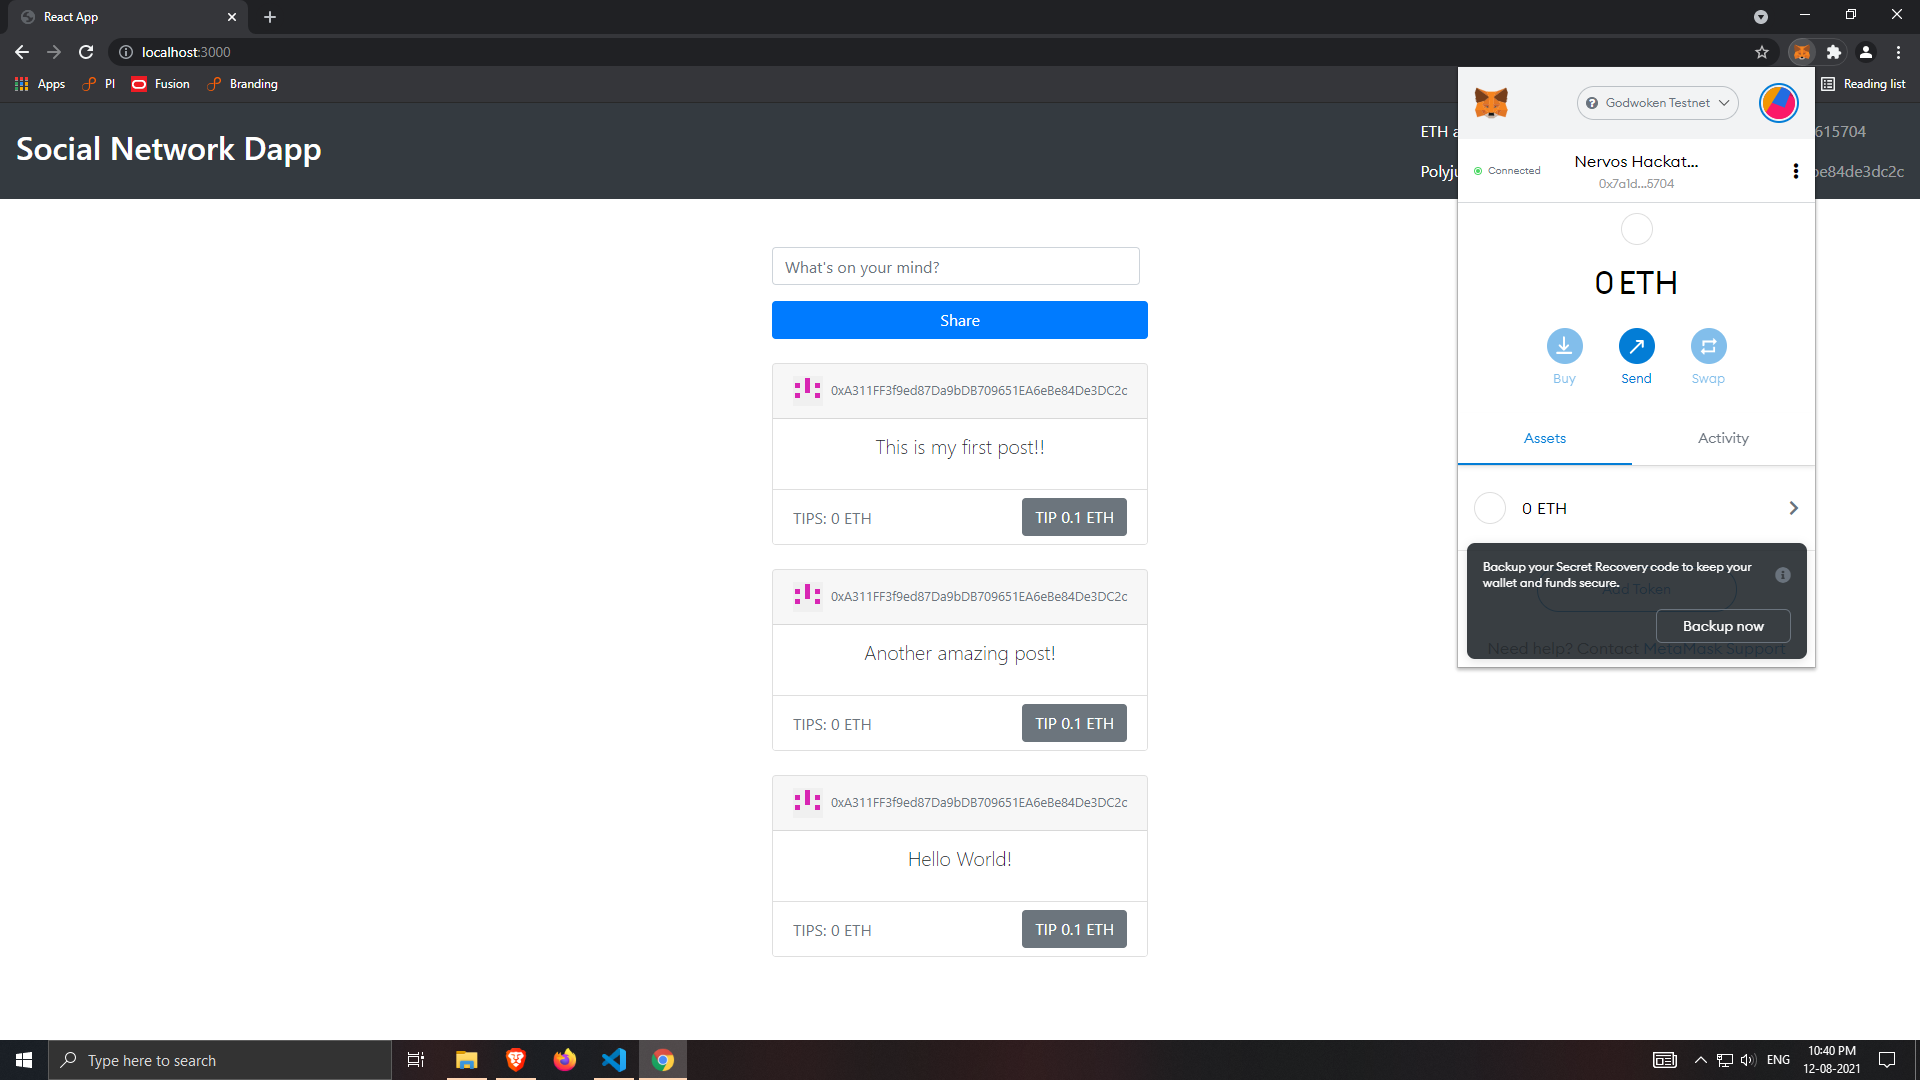 React App
localhost:3000
Apps
PI
Fusion
Branding
Reading list
Social Network Dapp
ETH
615704
be84de3dc2c
Godwoken Testnet
Connected
Nervos Hackat...
0x7a1d...5704
0 ETH
Buy
Send
Swap
Assets
Activity
0 ETH
Backup your Secret Recovery code to keep your
wallet and funds secure.
Add Token
Backup now
Need help? Contact MetaMask Support
What's on your mind?
Share
0xA311FF3f9ed87Da9bDB709651EA6eBe84De3DC2c
This is my first post!!
TIPS: 0 ETH
TIP 0.1 ETH
0xA311FF3f9ed87Da9bDB709651EA6eBe84De3DC2c
Another amazing post!
TIPS: 0 ETH
TIP 0.1 ETH
0xA311FF3f9ed87Da9bDB709651EA6eBe84De3DC2c
Hello World!
TIPS: 0 ETH
TIP 0.1 ETH
Type here to search
ENG
10:40 PM
12-08-2021